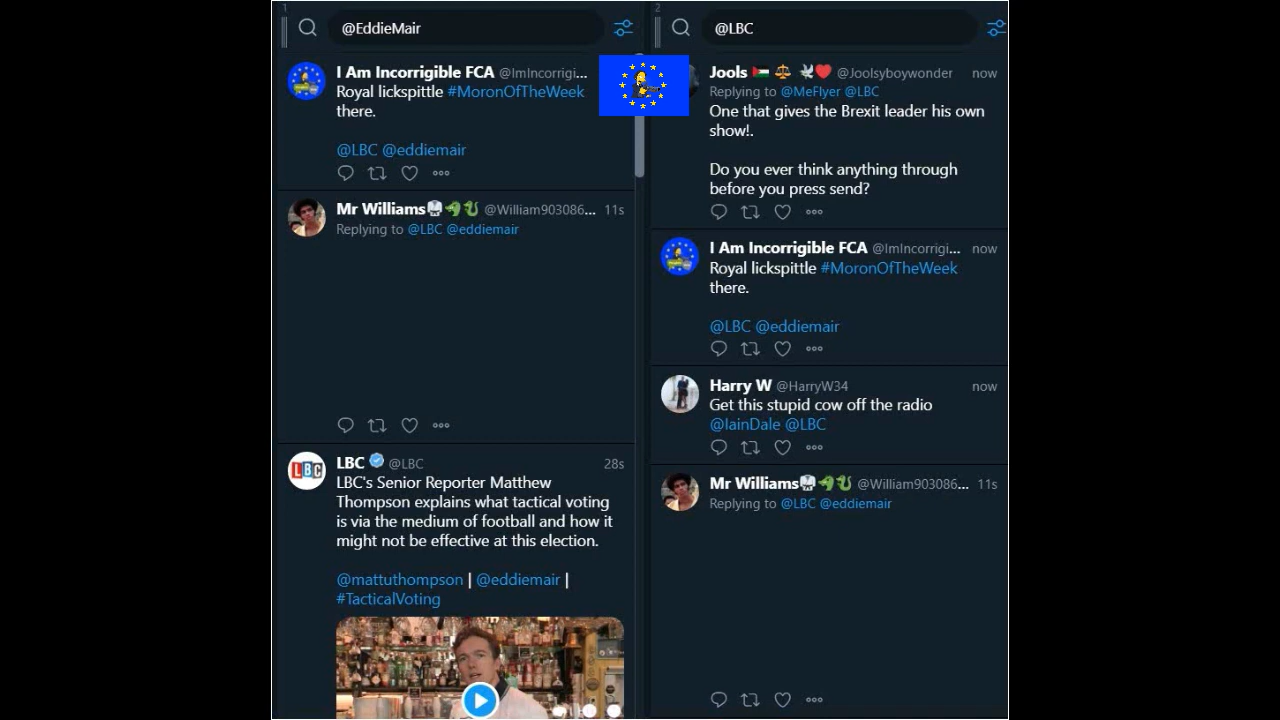 1
@EddieMair
I Am Incorrigible FCA @ImIncorrigi...
Royal lickspittle #MoronOfTheWeek
there.
@LBC @eddiemair
Mr Williams @William903086... 11s
Replying to @LBC @eddiemair
LBC @LBC 28s
LBC
LBC's Senior Reporter Matthew
Thompson explains what tactical voting
is via the medium of football and how it
might not be effective at this election.
@mattuthompson | @eddiemair |
#TacticalVoting
2
@LBC
Jools @Joolsyboywonder now
Replying to @MeFlyer @LBC
One that gives the Brexit leader his own
show!.
Do you ever think anything through
before you press send?
I Am Incorrigible FCA @ImIncorrigi... now
Royal lickspittle #MoronOfTheWeek
there.
@LBC @eddiemair
Harry W @HarryW34 now
Get this stupid cow off the radio
@IainDale @LBC
Mr Williams @William903086... 11s
Replying to @LBC @eddiemair